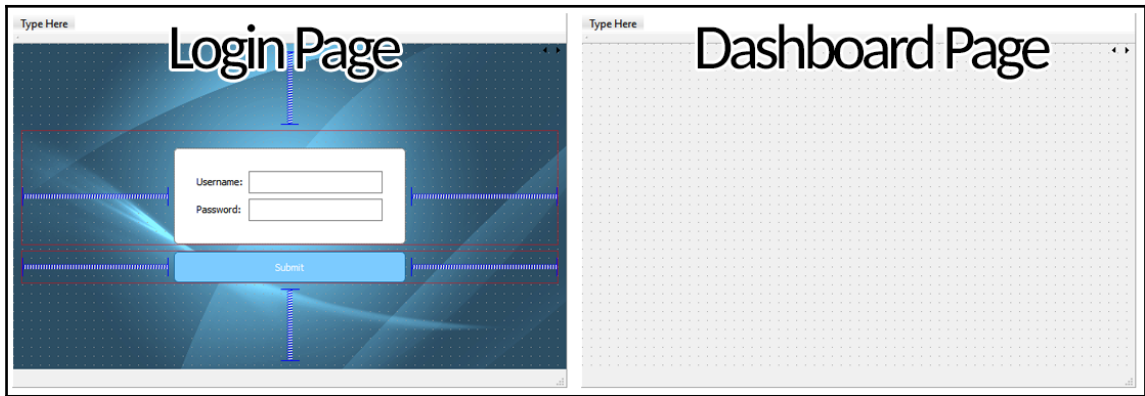 Type Here
Login Page
Username:
Password:
Submit
Type Here
Dashboard Page